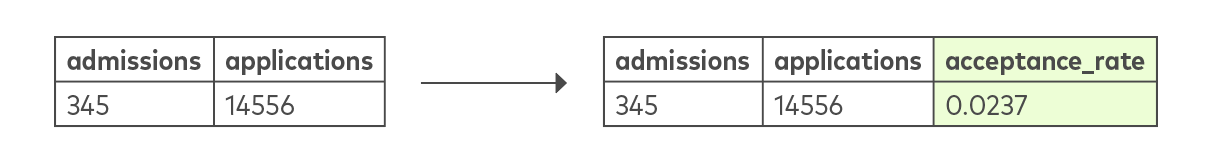 admissions applications admissions applications acceptance_rate
345 14556 345 14556 0.0237